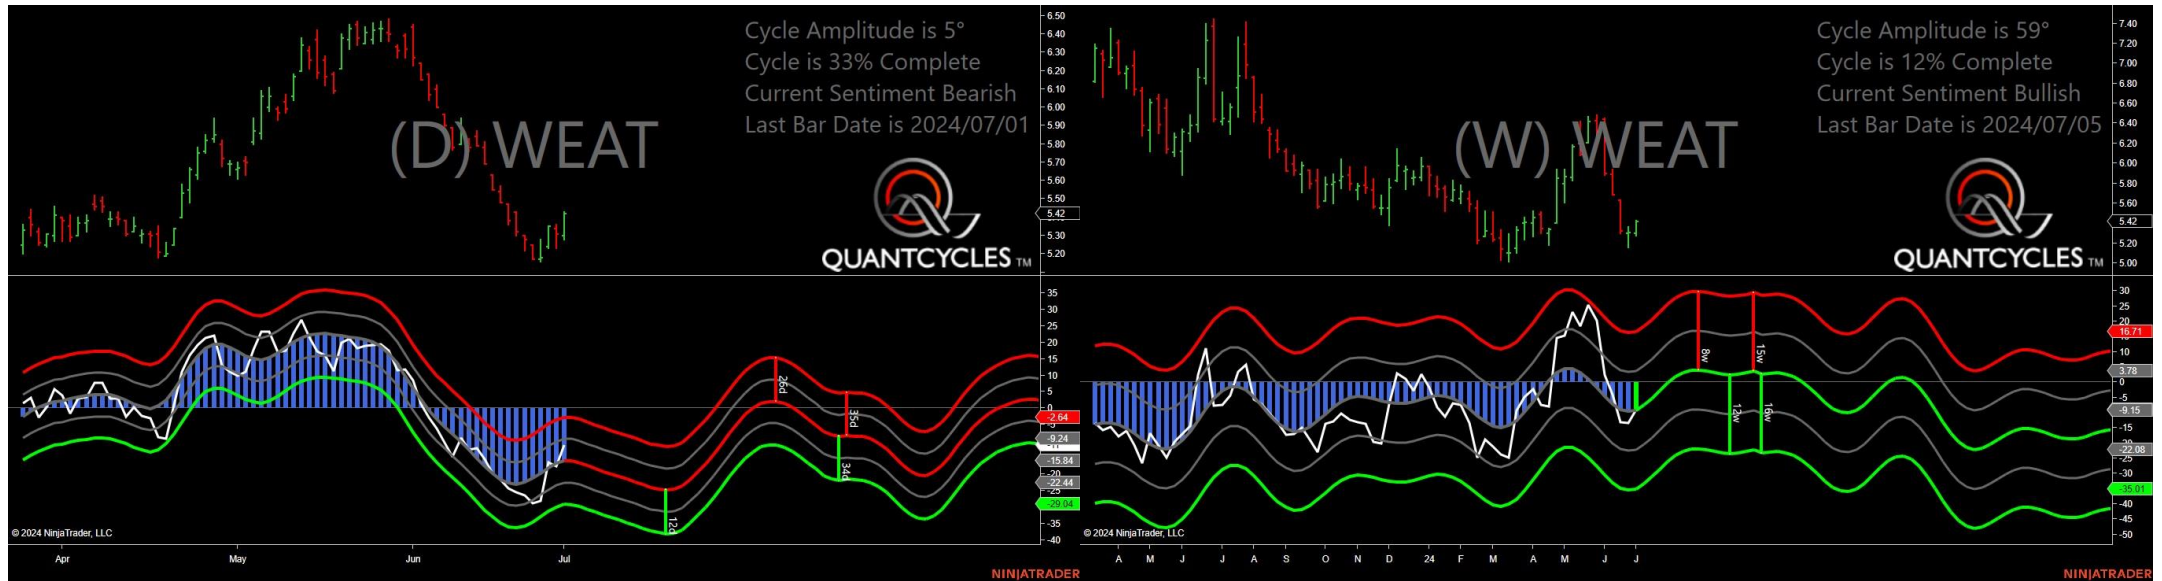 Cycle Amplitude is 5°
Cycle is 33% Complete
Current Sentiment Bearish
Last Bar Date is 2024/07/01
(D) WEAT
QUANTCYCLES TM
6.50
6.40
6.30
6.20
6.10
6.00
5.90
5.80
5.70
5.60
5.50
5.42
5.30
5.20
35
30
25
20
15
10
5
0
-2.64
-9.24
-15.84
-20
-22.44
-25
-29.04
-35
-40
26d
35d
34d
12d
© 2024 NinjaTrader, LLC
Apr
May
Jun
Jul
NINJATRADER
Cycle Amplitude is 59°
Cycle is 12% Complete
Current Sentiment Bullish
Last Bar Date is 2024/07/05
(W) WEAT
QUANTCYCLES TM
7.40
7.20
7.00
6.80
6.60
6.40
6.20
6.00
5.80
5.60
5.42
5.20
5.00
30
25
20
16.71
10
3.78
0
-5
-9.15
-15
-22.08
-25
-30
-35.01
-40
-45
-50
8w
15w
12w
16w
© 2024 NinjaTrader, LLC
A M J J A S O N D 24 F M A M J J
NINJATRADER